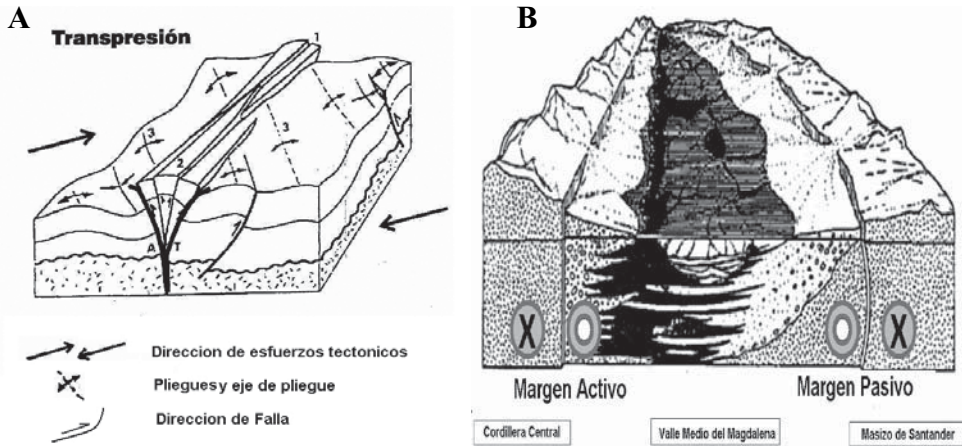 A
Transpresión
1
3
3
2
A T
Direccion de esfuerzos tectonicos
Plieguesy eje de pliegue
Direccion de Falla
B
X
X
Margen Activo
Margen Pasivo
Cordillera Central
Valle Medio del Magdalena
Masizo de Santander